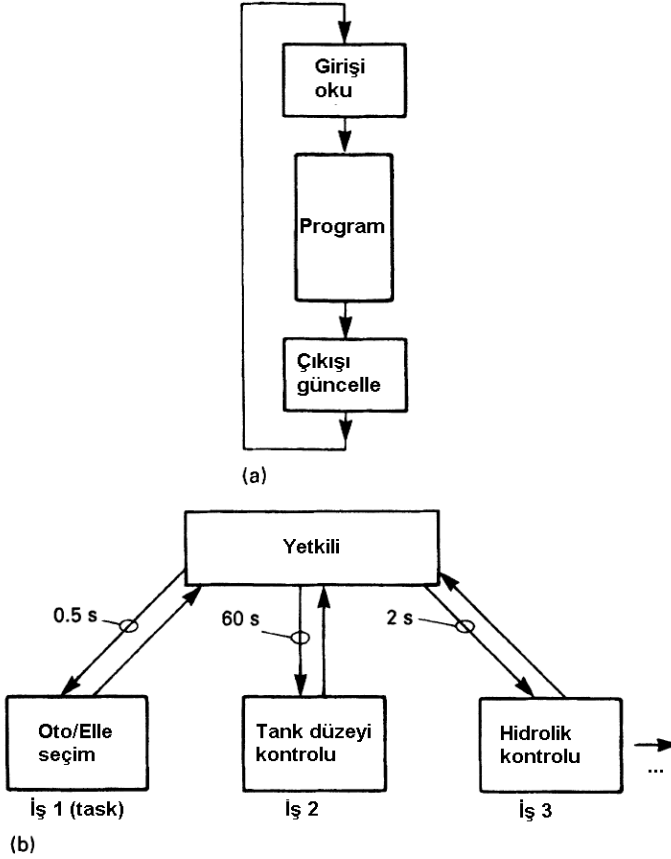 Girişi
oku
Program
Çıkışı
güncelle
(a)
Yetkili
0.5 s
60 s
2 s
Oto/Elle
seçim
Tank düzeyi
kontrolu
Hidrolik
kontrolu
...
İş 1 (task)
İş 2
İş 3
(b)